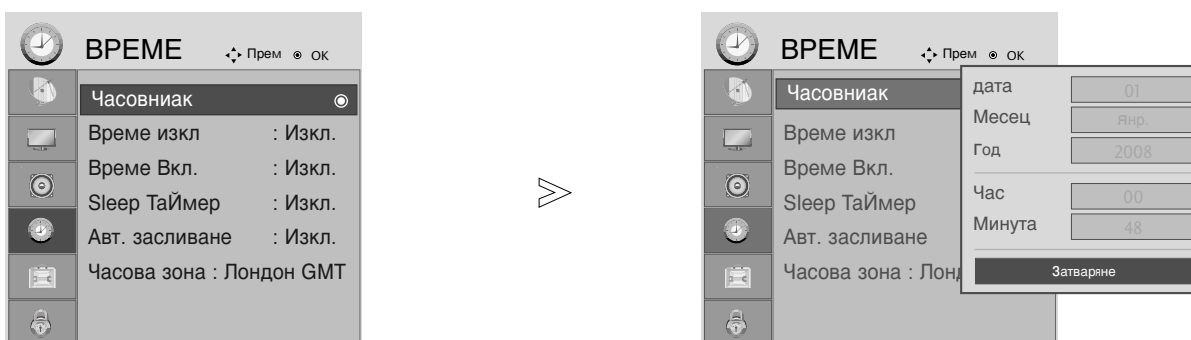 ВРЕМЕ Прем ОК
Часовниак
Време изкл : Изкл.
Време Вкл. : Изкл.
Sleep ТаЙмер : Изкл.
Авт. засливане : Изкл.
Часова зона : Лондон GMT
ВРЕМЕ Прем ОК
Часовниак
Време изкл
Време Вкл.
Sleep ТаЙмер
Авт. засливане
Часова зона : Лонд
дата 01
Месец Янр.
Год 2008
Час 00
Минута 48
Затваряне